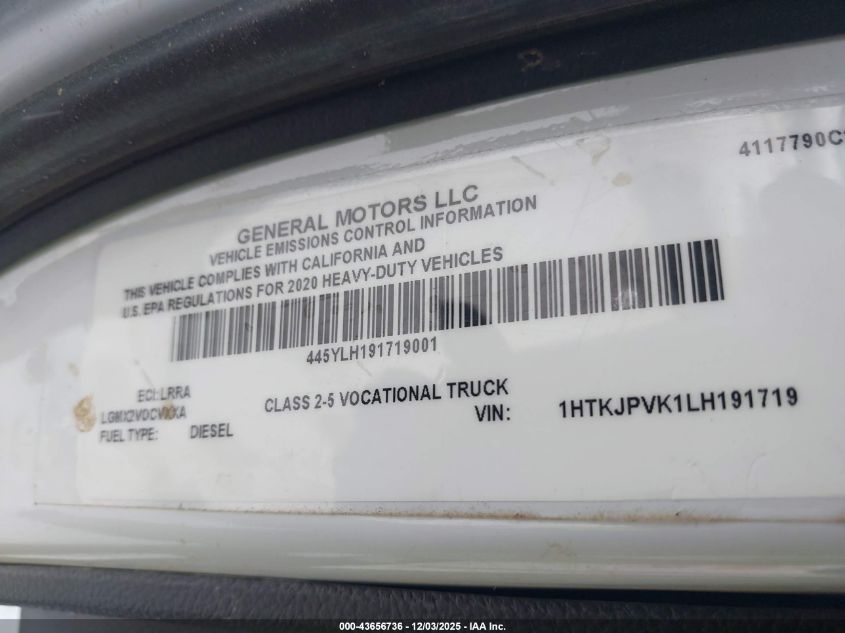 4117790C
GENERAL MOTORS LLC
VEHICLE EMISSIONS CONTROL INFORMATION
THIS VEHICLE COMPLIES WITH CALIFORNIA AND
U.S. EPA REGULATIONS FOR 2020 HEAVY-DUTY VEHICLES
445YLH191719001
ECI:LRRA
LGMX2VOCVXXA
FUEL TYPE: DIESEL
CLASS 2-5 VOCATIONAL TRUCK
VIN: 1HTKJPVK1LH191719
000-43656736 - 12/03/2025 - IAA Inc.